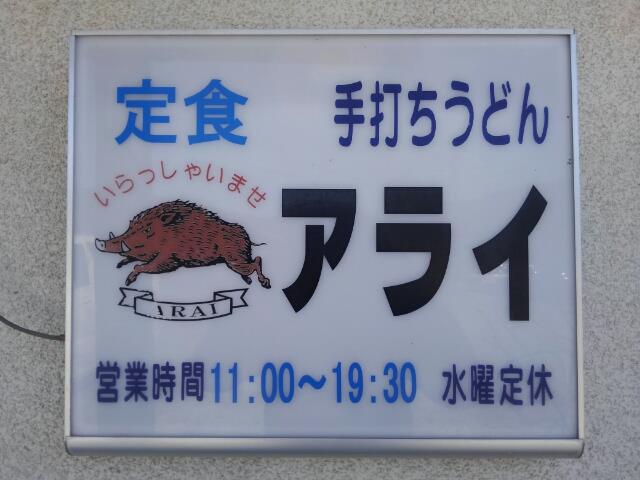 定食 手打ちうどん
いらっしゃいませ
アライ
ARAI
営業時間11:00〜19:30 水曜定休